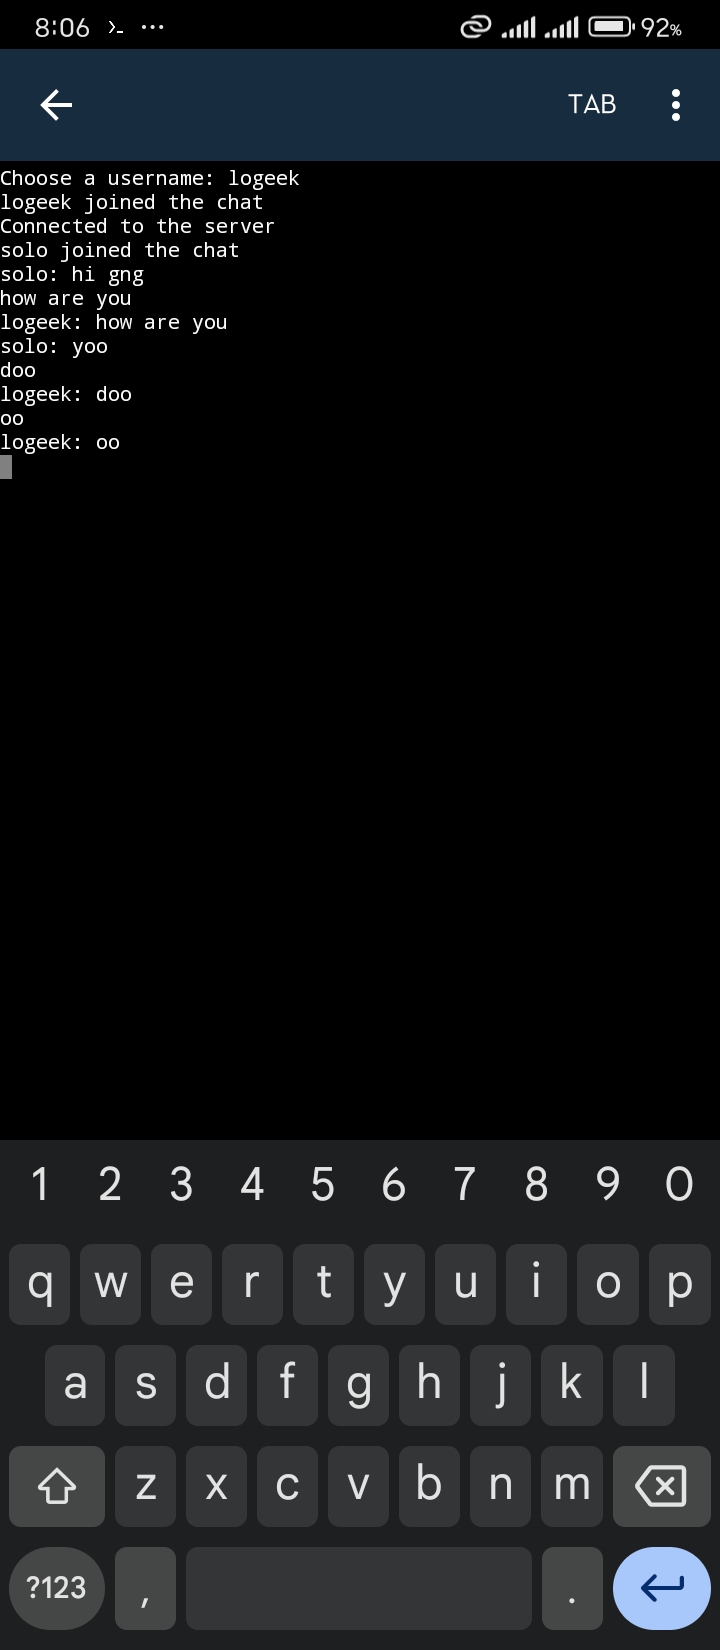 8:06 92%
TAB
Choose a username: logeek
logeek joined the chat
Connected to the server
solo joined the chat
solo: hi gng
how are you
logeek: how are you
solo: yoo
doo
logeek: doo
oo
logeek: oo
1 2 3 4 5 6 7 8 9 0
q w e r t y u i o p
a s d f g h j k l
z x c v b n m
?123 , .